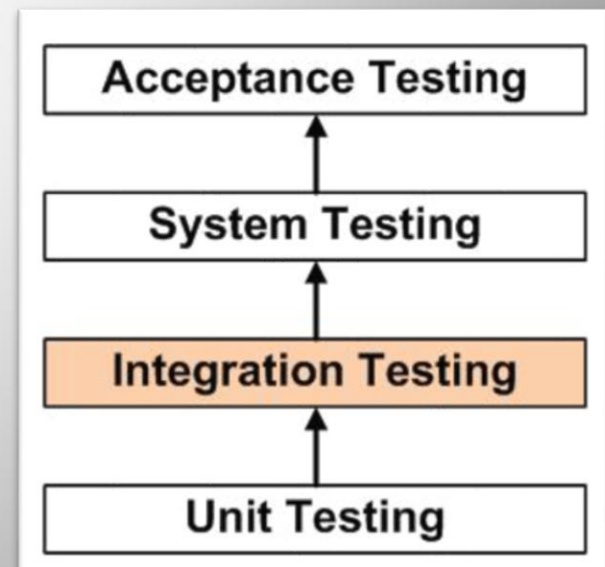 Acceptance Testing
System Testing
Integration Testing
Unit Testing